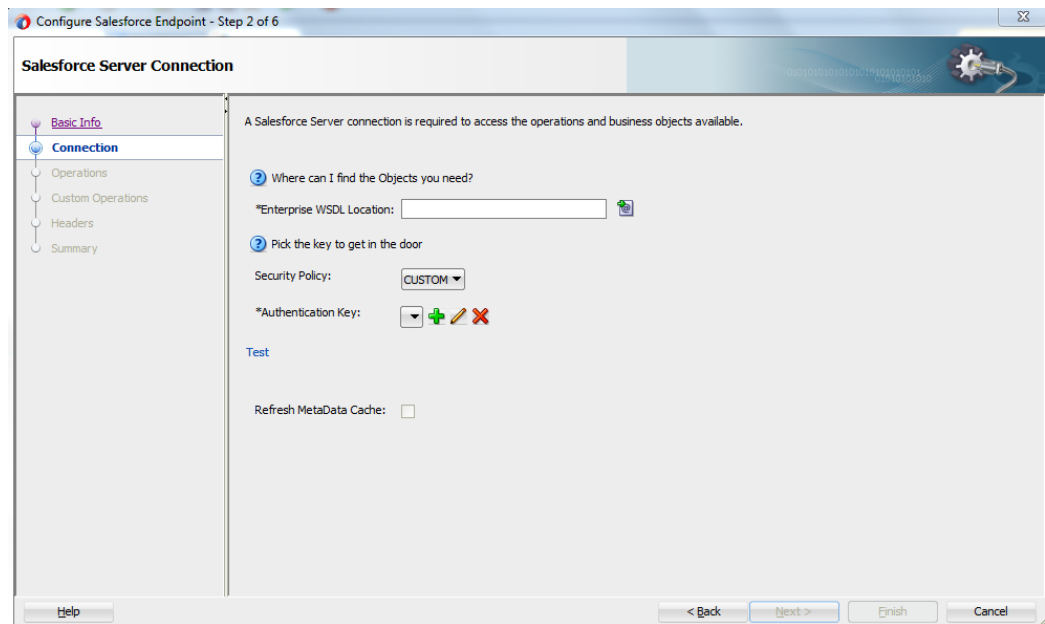 Configure Salesforce Endpoint - Step 2 of 6
Salesforce Server Connection
Basic Info
Connection
Operations
Custom Operations
Headers
Summary
A Salesforce Server connection is required to access the operations and business objects available.
Where can I find the Objects you need?
*Enterprise WSDL Location:
Pick the key to get in the door
Security Policy: CUSTOM
*Authentication Key:
Test
Refresh MetaData Cache:
Help < Back Next > Finish Cancel